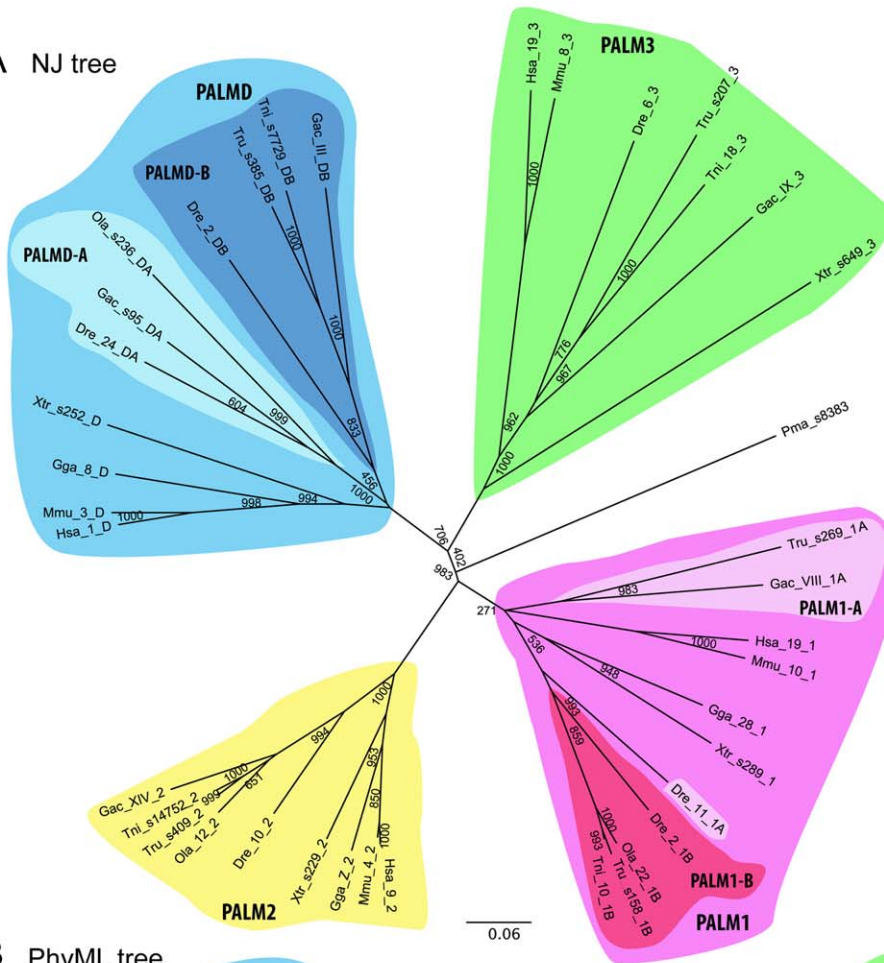 NJ tree
PALMD
PALMD-B
PALMD-A
Dre_2_DB
Tru_s385_DB
Tni_s7729_DB
Gac_III_DB
Ola_s236_DA
Gac_s95_DA
Dre_24_DA
Xtr_s252_D
Gga_8_D
Mmu_3_D
Hsa_1_D
1000
1000
833
456
604
999
1000
998
994
1000
PALM3
Hsa_19_3
Mmu_8_3
Dre_6_3
Tru_s207_3
Tni_18_3
Gac_IX_3
Xtr_s649_3
1000
1000
776
967
962
1000
Pma_s8383
706
402
983
PALM1
PALM1-A
Tru_s269_1A
Gac_VIII_1A
Hsa_19_1
Mmu_10_1
Gga_28_1
Xtr_s289_1
Dre_11_1A
PALM1-B
Dre_2_1B
Ola_22_1B
Tru_s158_1B
Tni_10_1B
271
983
1000
536
948
993
859
1000
993
PALM2
Gac_XIV_2
Tni_s14752_2
Tru_s409_2
Ola_12_2
Dre_10_2
Xtr_s229_2
Gga_Z_2
Mmu_4_2
Hsa_9_2
1000
994
1000
999
651
953
850
1000
0.06
PhyML tree